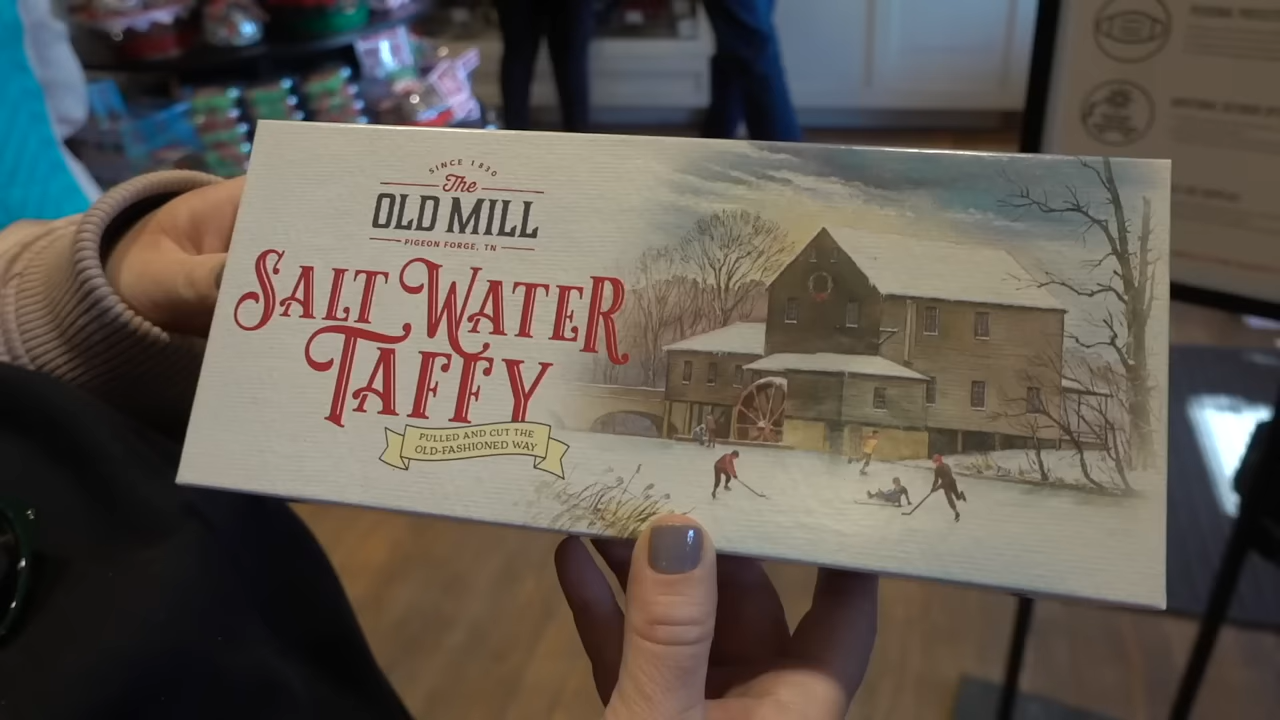 SINCE 1830
The
OLD MILL
PIGEON FORGE, TN
SALT WATER
TAFFY
PULLED AND CUT THE
OLD-FASHIONED WAY